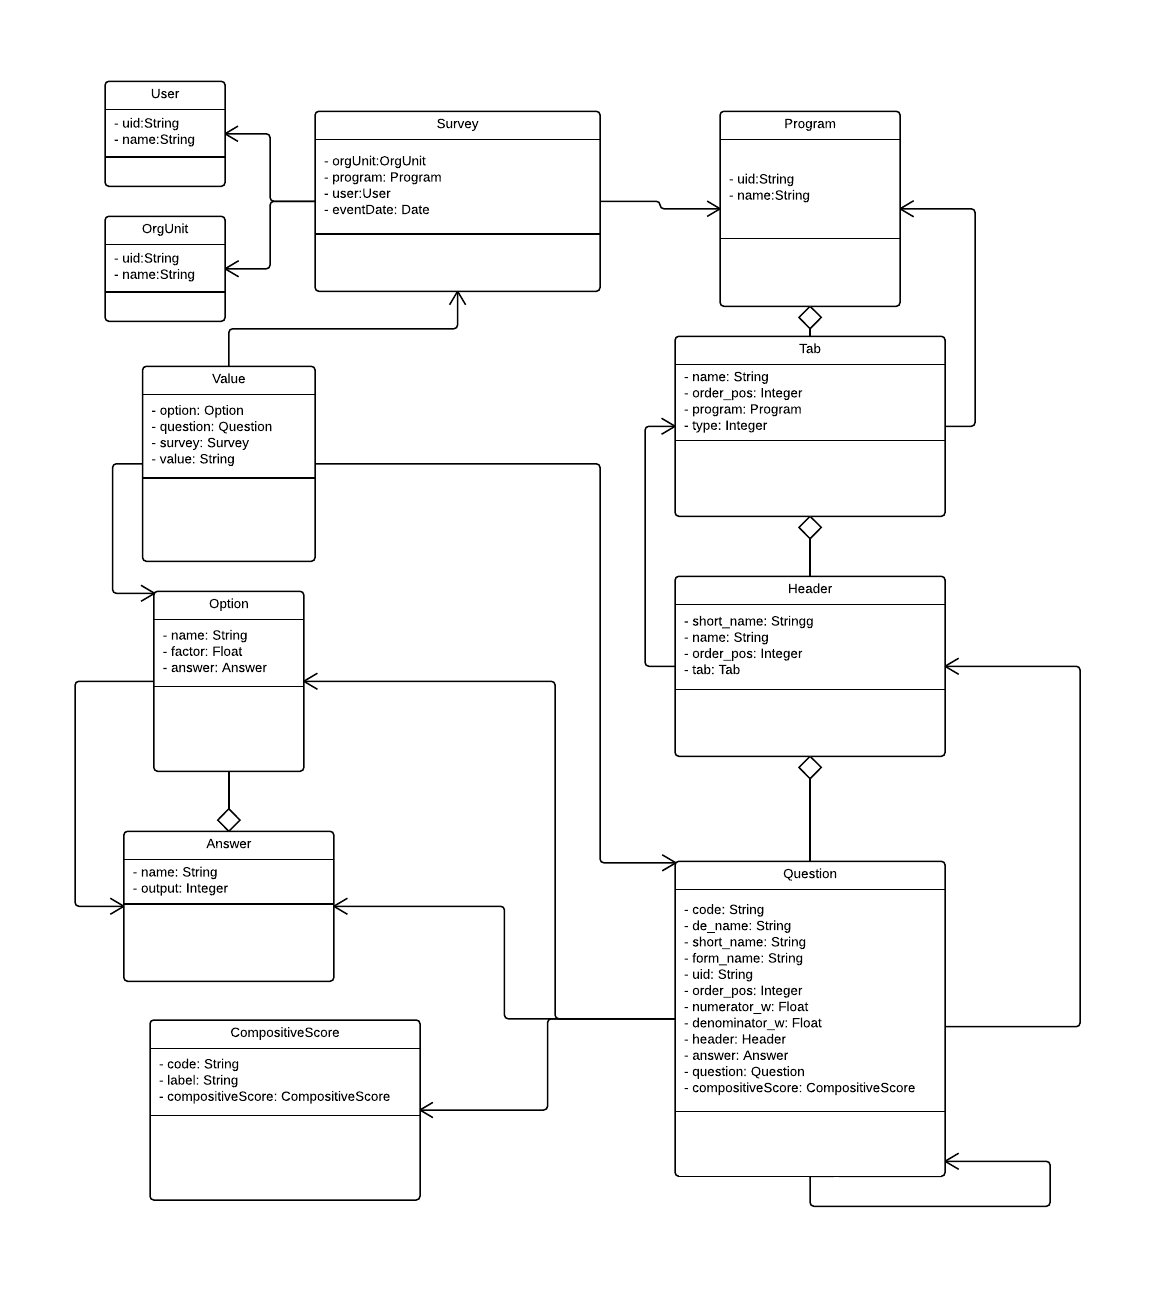 User
- uid:String
- name:String
OrgUnit
- uid:String
- name:String
Survey
- orgUnit:OrgUnit
- program: Program
- user:User
- eventDate: Date
Program
- uid:String
- name:String
Tab
- name: String
- order_pos: Integer
- program: Program
- type: Integer
Value
- option: Option
- question: Question
- survey: Survey
- value: String
Option
- name: String
- factor: Float
- answer: Answer
Header
- short_name: Stringg
- name: String
- order_pos: Integer
- tab: Tab
Answer
- name: String
- output: Integer
Question
- code: String
- de_name: String
- short_name: String
- form_name: String
- uid: String
- order_pos: Integer
- numerator_w: Float
- denominator_w: Float
- header: Header
- answer: Answer
- question: Question
- compositiveScore: CompositiveScore
CompositiveScore
- code: String
- label: String
- compositiveScore: CompositiveScore